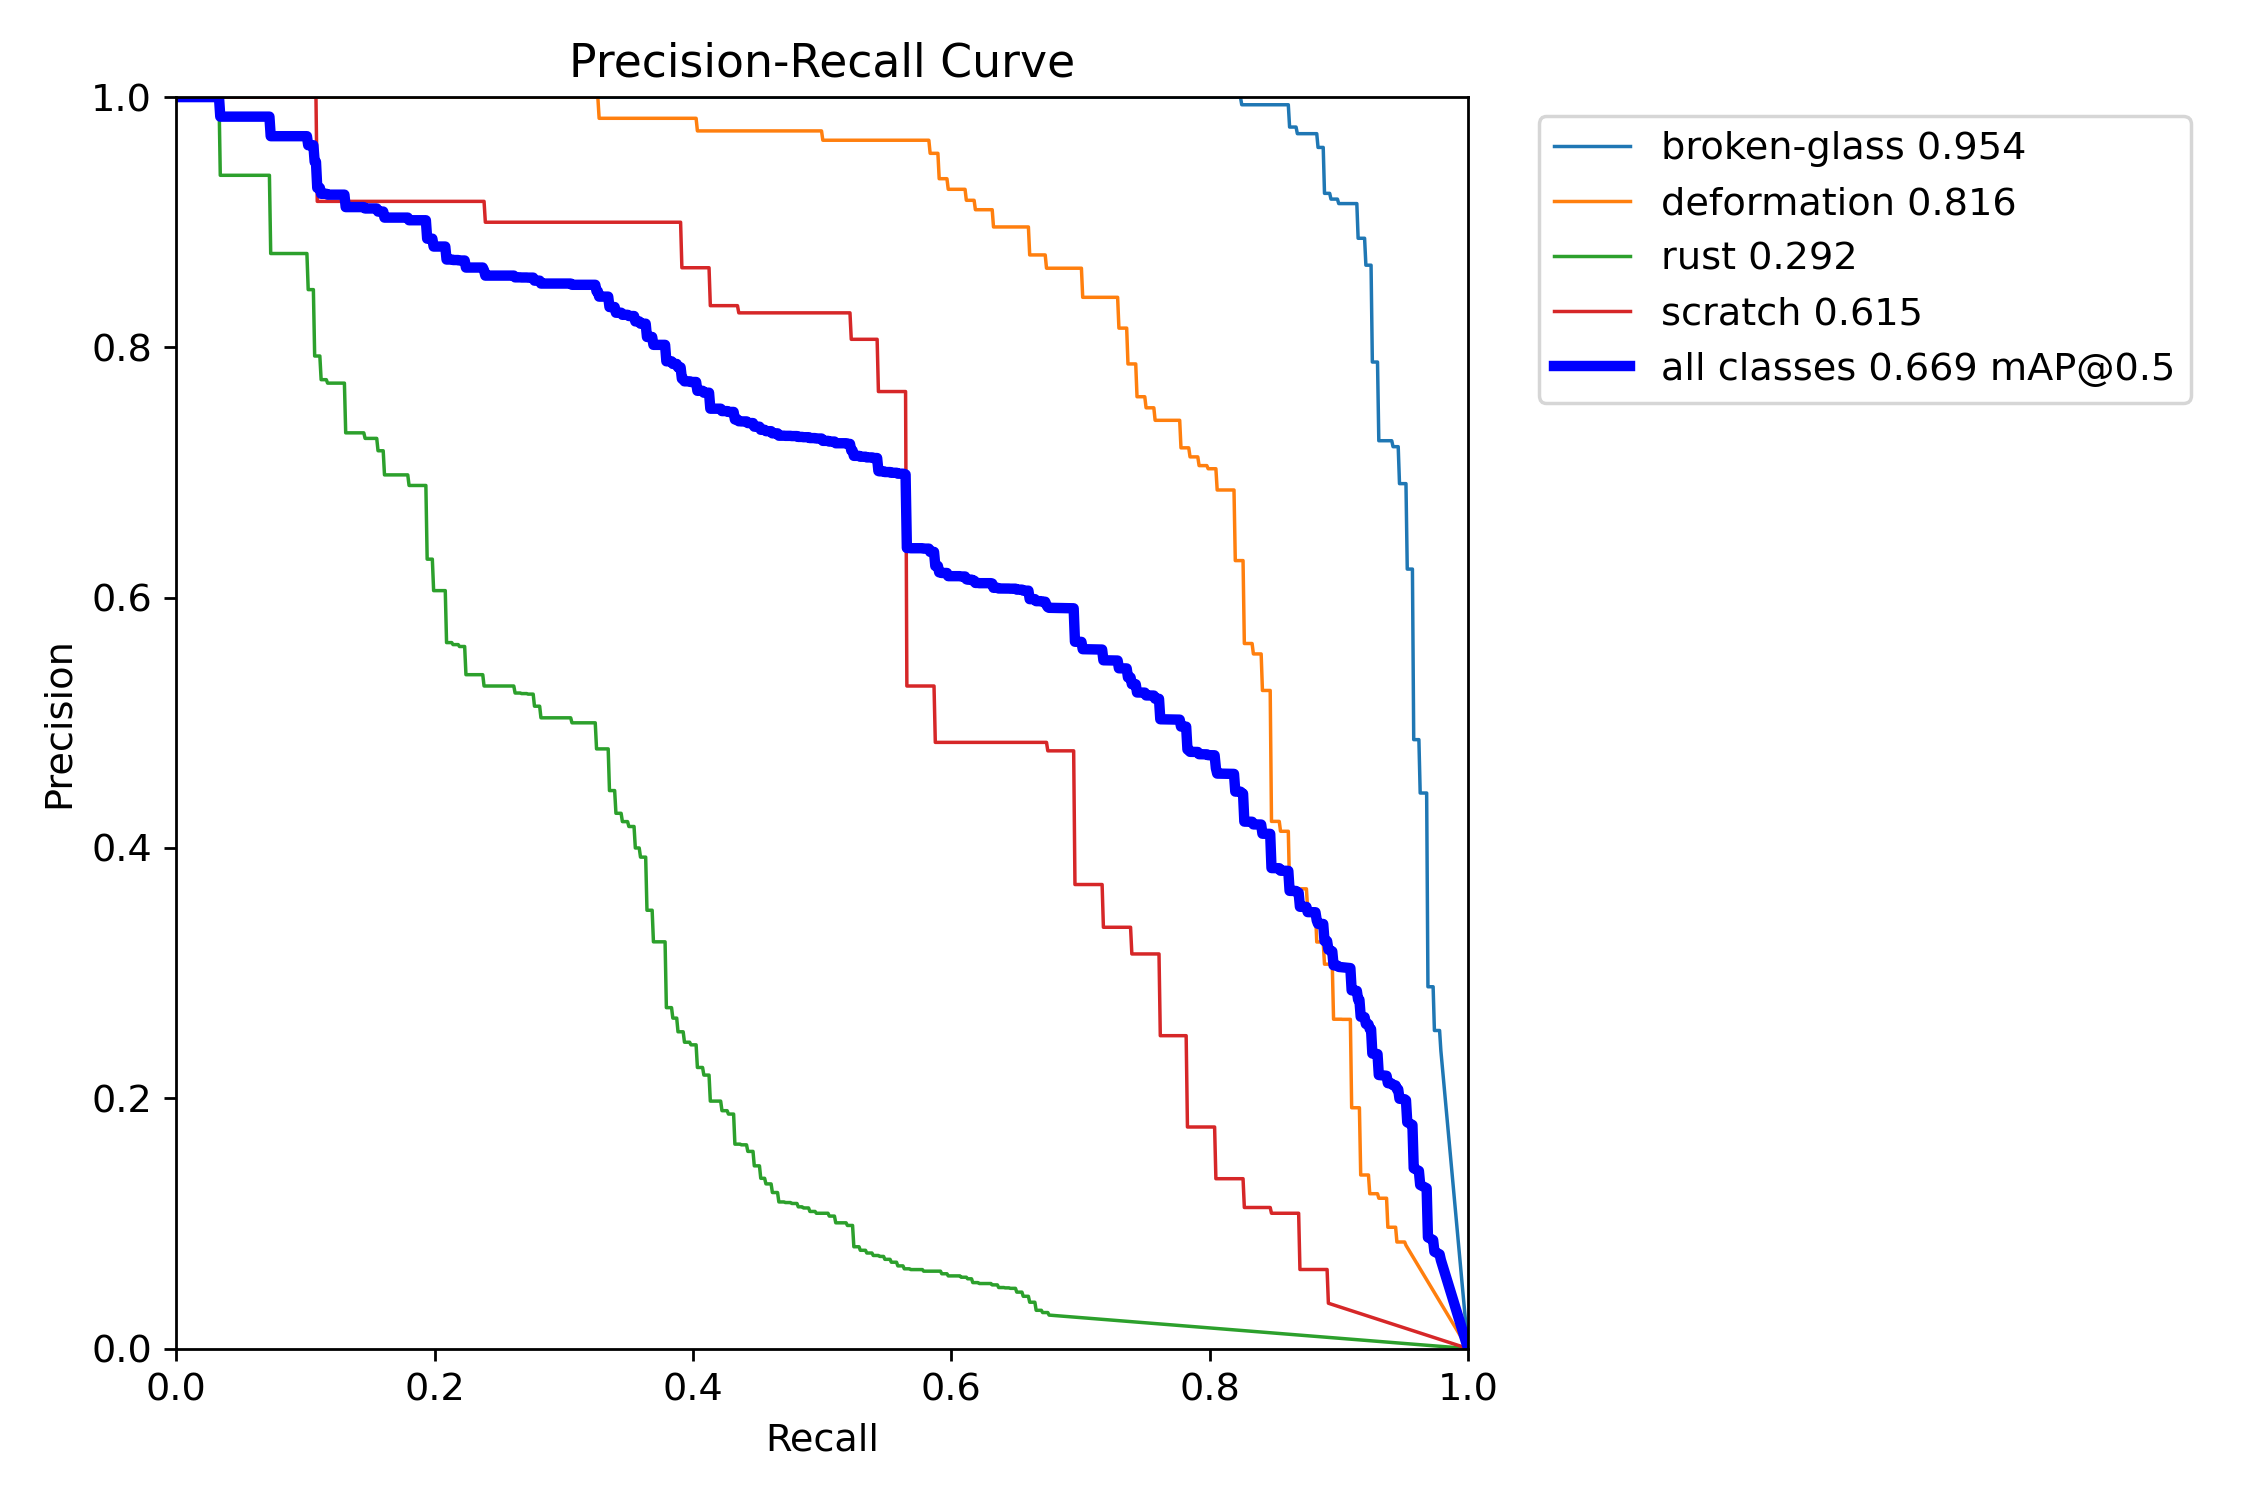 Precision-Recall Curve
1.0
0.8
0.6
0.4
0.2
0.0
Precision
0.0 0.2 0.4 0.6 0.8 1.0
Recall
broken-glass 0.954
deformation 0.816
rust 0.292
scratch 0.615
all classes 0.669 mAP@0.5